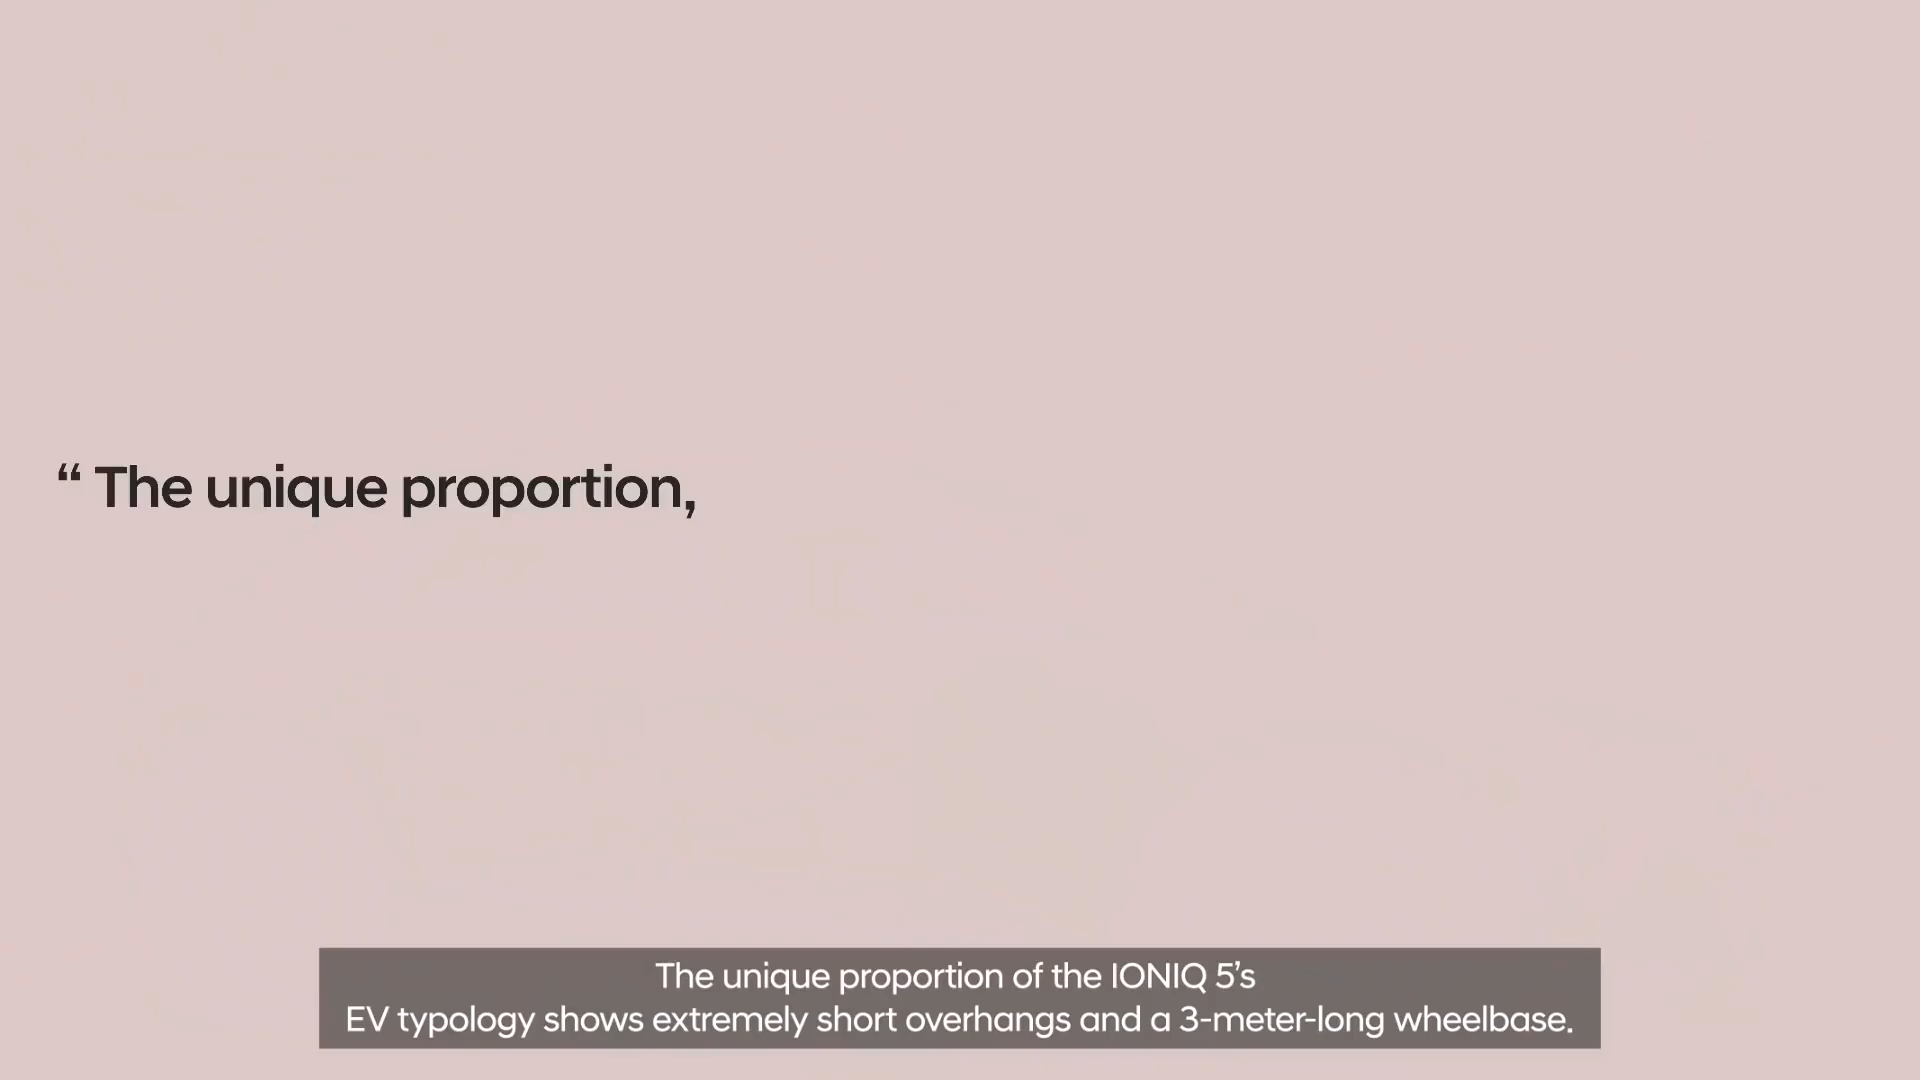 “ The unique proportion,
The unique proportion of the IONIQ 5’s
EV typology shows extremely short overhangs and a 3-meter-long wheelbase.